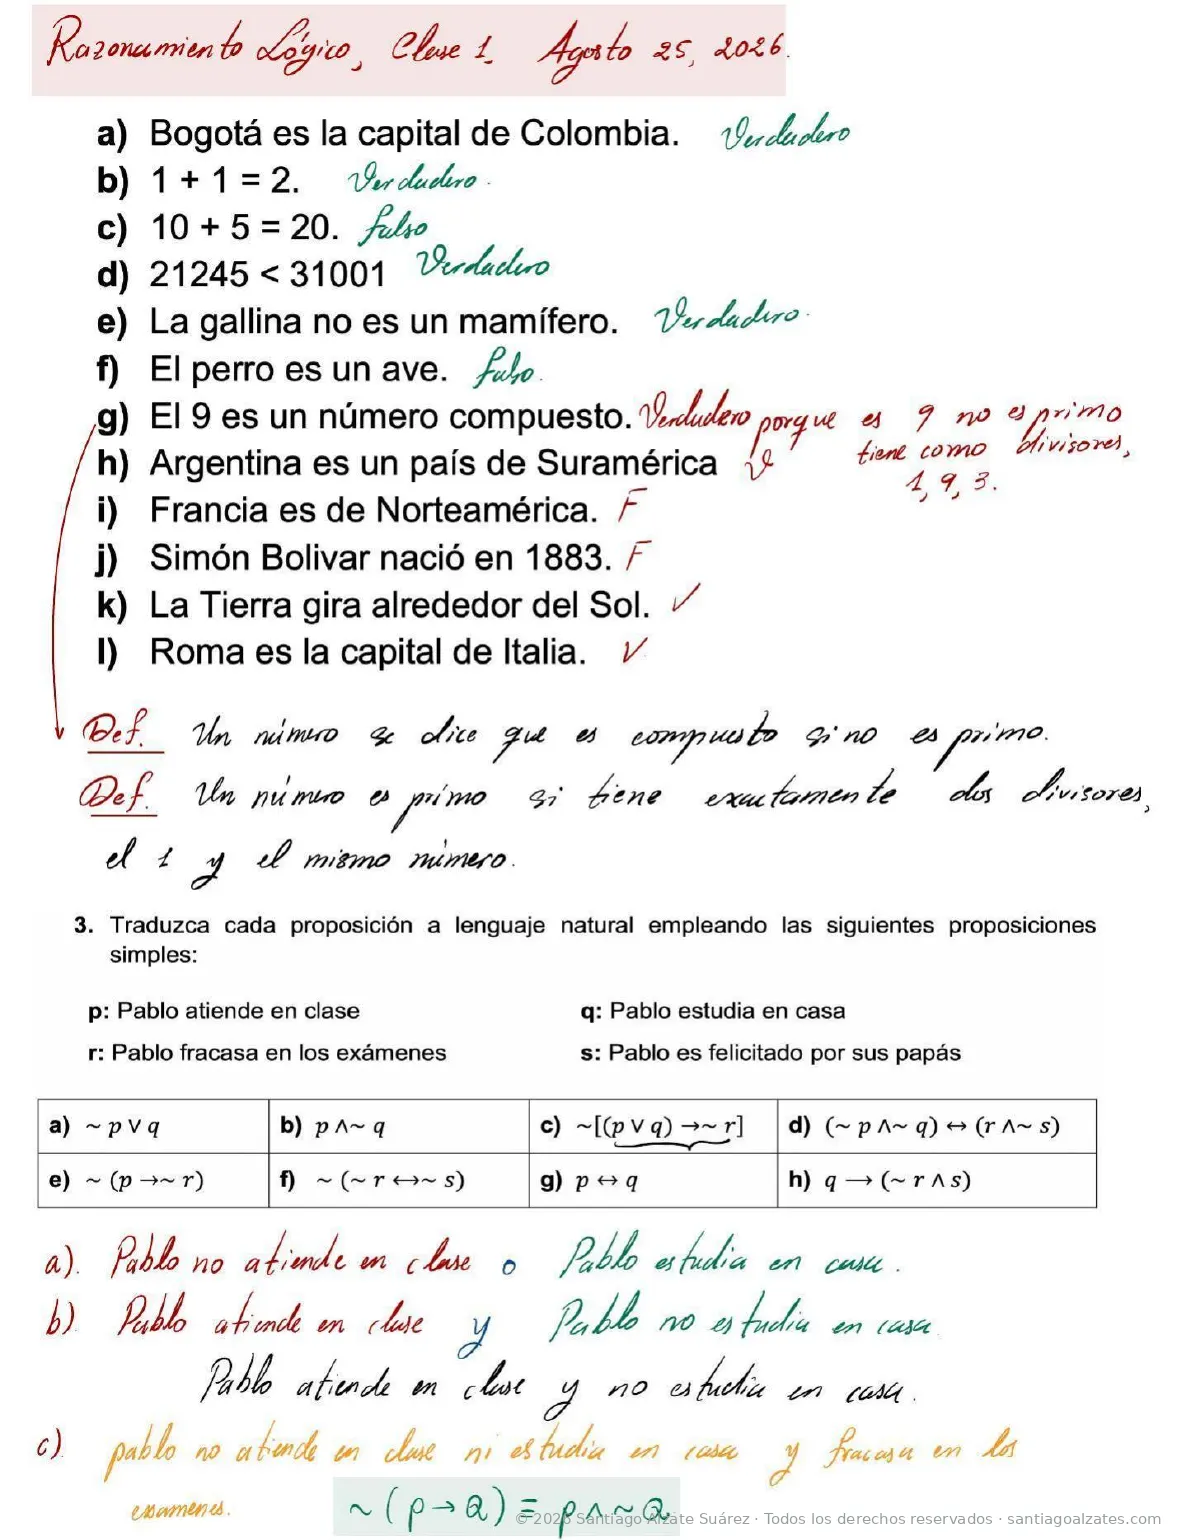 Razonamiento Lógico, Clase 1. Agosto 25, 2026.
a) Bogotá es la capital de Colombia. Verdadero
b) 1 + 1 = 2. Verdadero.
c) 10 + 5 = 20. falso
d) 21245 < 31001 Verdadero
e) La gallina no es un mamífero. Verdadero.
f) El perro es un ave. falso.
g) El 9 es un número compuesto. Verdadero porque es 9 no es primo
tiene como divisores,
1, 9, 3.
h) Argentina es un país de Suramérica V
i) Francia es de Norteamérica. F
j) Simón Bolivar nació en 1883. F
k) La Tierra gira alrededor del Sol. V
l) Roma es la capital de Italia. V
Def. Un número se dice que es compuesto si no es primo.
Def. Un número es primo si tiene exactamente dos divisores,
el 1 y el mismo número.
3. Traduzca cada proposición a lenguaje natural empleando las siguientes proposiciones
simples:
p: Pablo atiende en clase q: Pablo estudia en casa
r: Pablo fracasa en los exámenes s: Pablo es felicitado por sus papás
a) ~ p ∨ q b) p ∧~ q c) ~[(p ∨ q) →~ r] d) (~ p ∧~ q) ↔ (r ∧~ s)
e) ~ (p →~ r) f) ~ (~ r ↔~ s) g) p ↔ q h) q → (~ r ∧ s)
a). Pablo no atiende en clase o Pablo estudia en casa.
b) Pablo atiende en clase y Pablo no estudia en casa.
Pablo atiende en clase y no estudia en casa.
c) pablo no atiende en clase ni estudia en casa y fracasa en los
examenes. ~(p→Q) ≡ p∧~Q.
© 2026 Santiago Alzate Suárez · Todos los derechos reservados · santiagoalzates.com